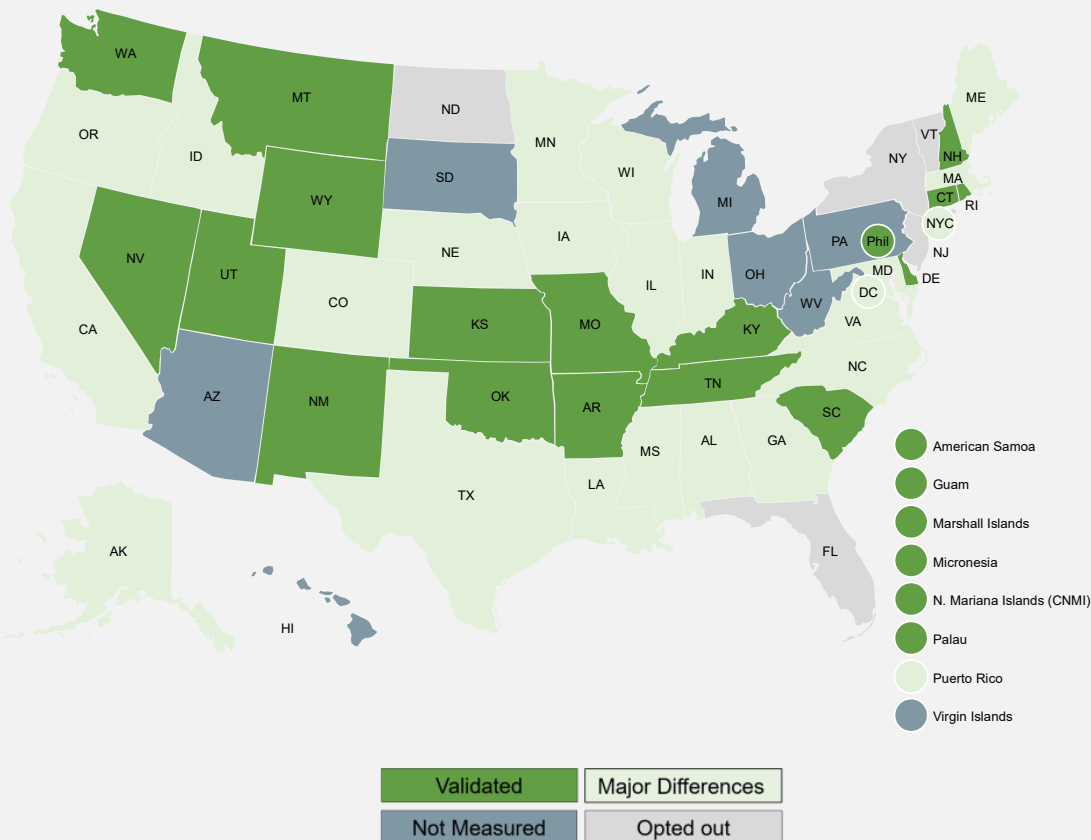 WA
MT
ND
ME
OR
ID
MN
VT
NH
SD
WI
NY
MA
WY
MI
CT
RI
NYC
NV
UT
NE
IA
PA
Phil
NJ
CO
IL
IN
OH
MD
DE
DC
CA
KS
MO
WV
VA
KY
AZ
NM
OK
AR
TN
NC
SC
TX
LA
MS
AL
GA
American Samoa
Guam
Marshall Islands
AK
FL
Micronesia
N. Mariana Islands (CNMI)
HI
Palau
Puerto Rico
Virgin Islands
Validated
Major Differences
Not Measured
Opted out